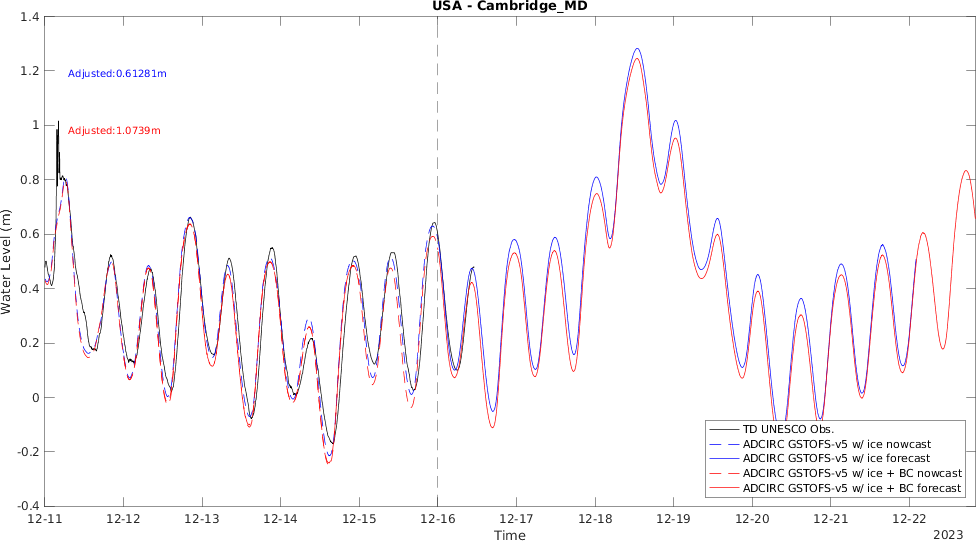 USA - Cambridge_MD
1.4
1.2
1
0.8
0.6
0.4
0.2
0
-0.2
-0.4
Water Level (m)
Adjusted:0.61281m
Adjusted:1.0739m
TD UNESCO Obs.
ADCIRC GSTOFS-v5 w/ ice nowcast
ADCIRC GSTOFS-v5 w/ ice forecast
ADCIRC GSTOFS-v5 w/ ice + BC nowcast
ADCIRC GSTOFS-v5 w/ ice + BC forecast
12-11 12-12 12-13 12-14 12-15 12-16 12-17 12-18 12-19 12-20 12-21 12-22
Time
2023